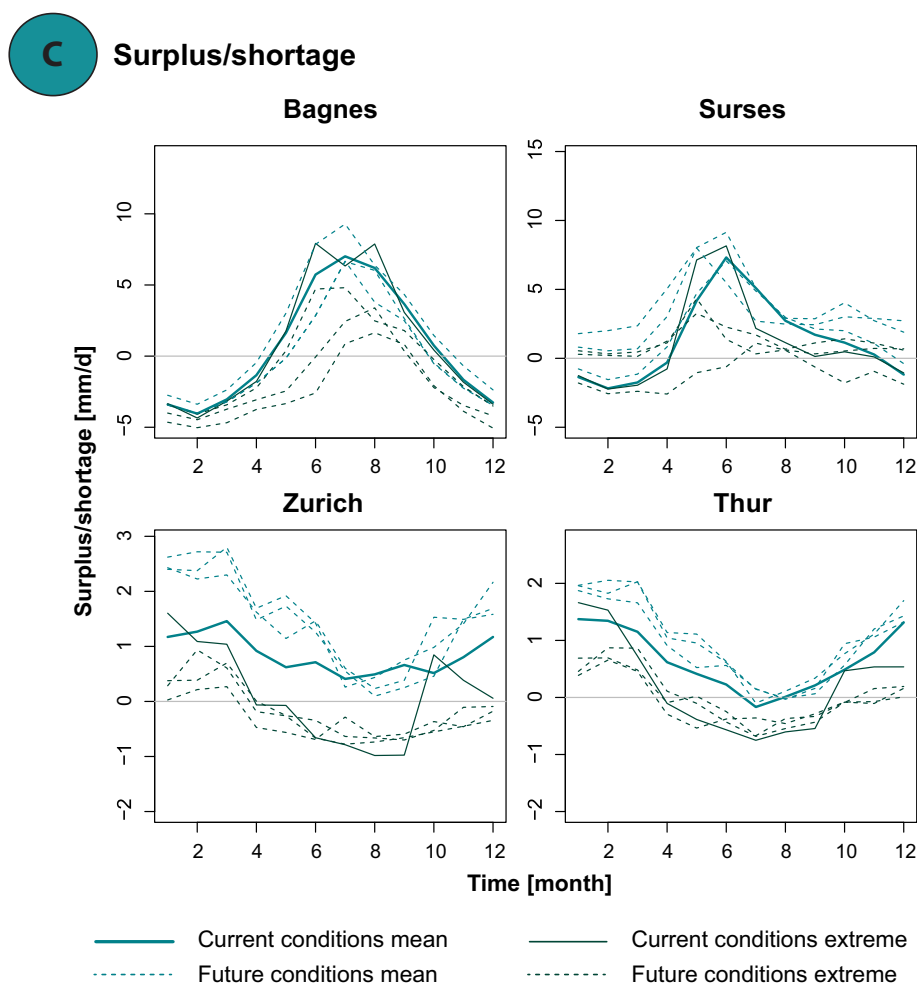 C Surplus/shortage
Bagnes Surses
−5 0 5 10
−5 0 5 10 15
2 4 6 8 10 12
2 4 6 8 10 12
Surplus/shortage [mm/d]
Zurich Thur
−2 −1 0 1 2 3
−2 −1 0 1 2
2 4 6 8 10 12
2 4 6 8 10 12
Time [month]
Current conditions mean Current conditions extreme
Future conditions mean Future conditions extreme